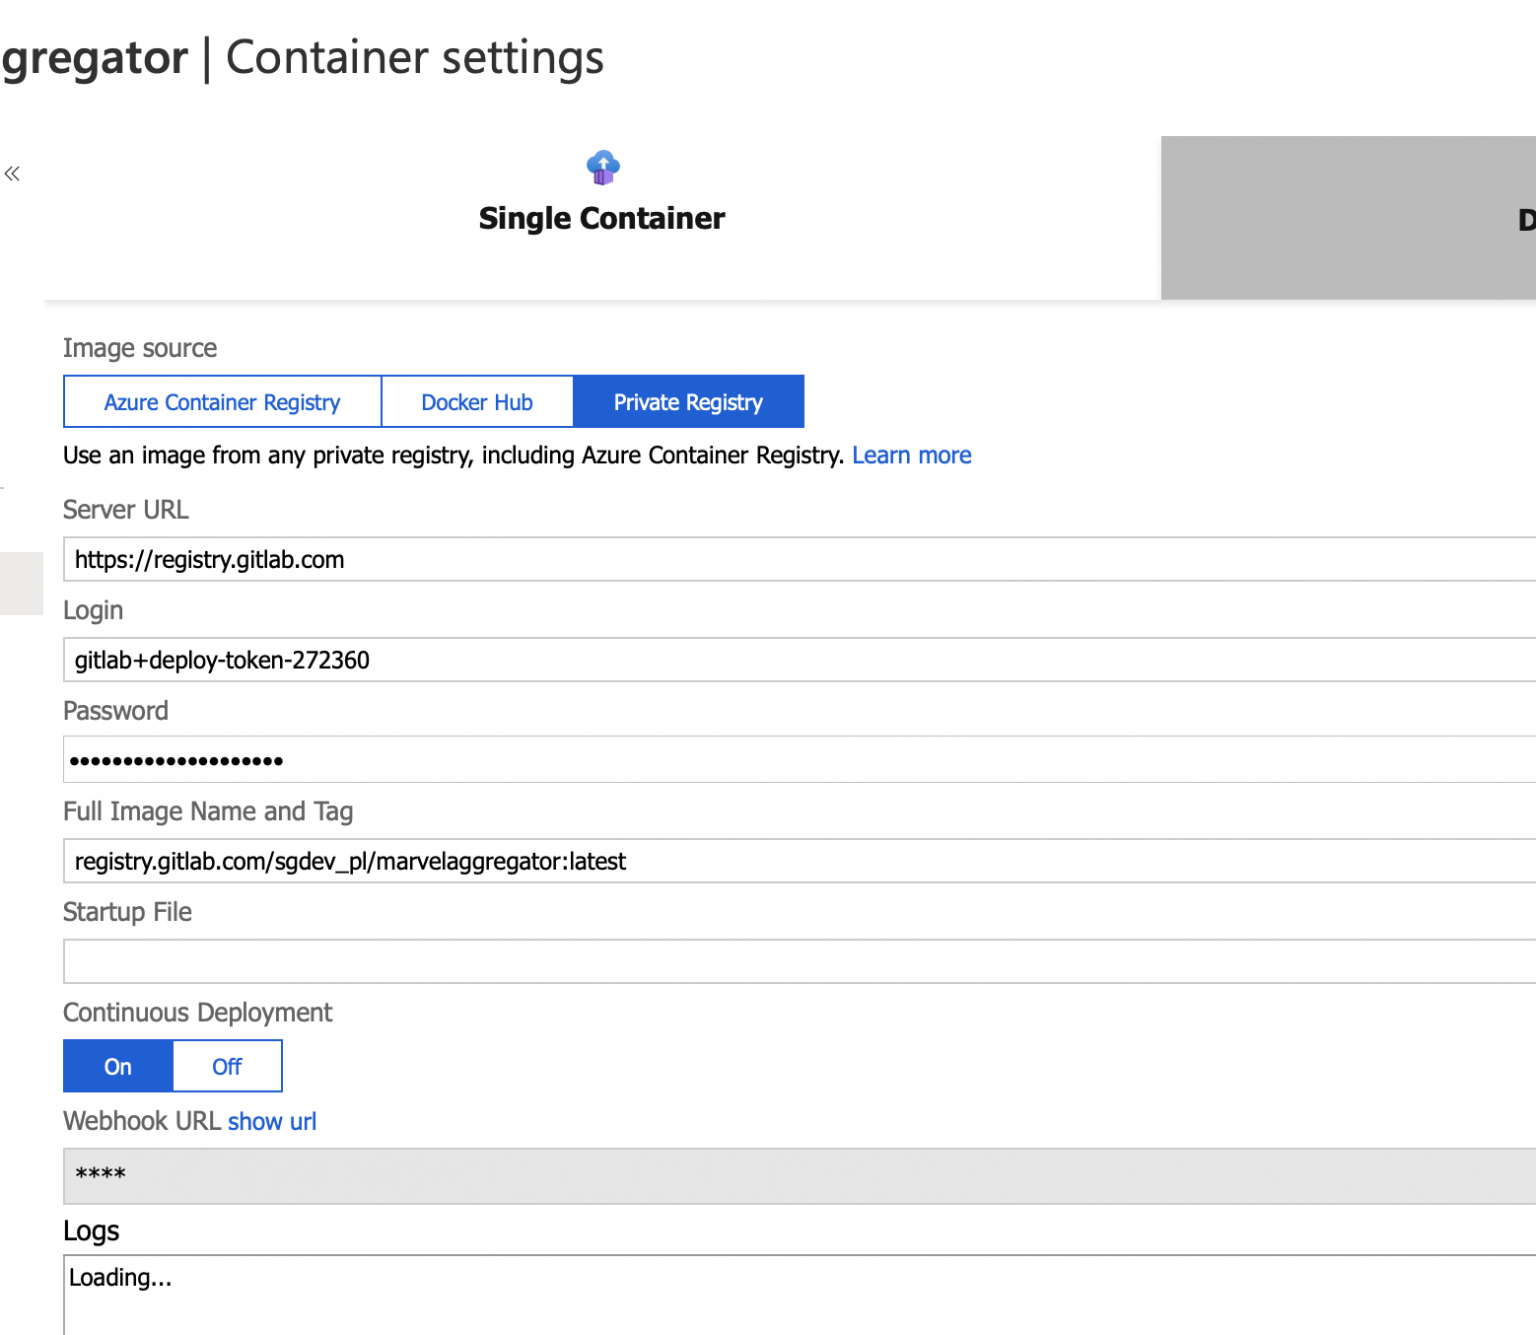 gregator | Container settings
«
Single Container
D
Image source
Azure Container Registry
Docker Hub
Private Registry
Use an image from any private registry, including Azure Container Registry. Learn more
Server URL
https://registry.gitlab.com
Login
gitlab+deploy-token-272360
Password
••••••••••••••••••••
Full Image Name and Tag
registry.gitlab.com/sgdev_pl/marvelaggregator:latest
Startup File
Continuous Deployment
On
Off
Webhook URL show url
****
Logs
Loading...